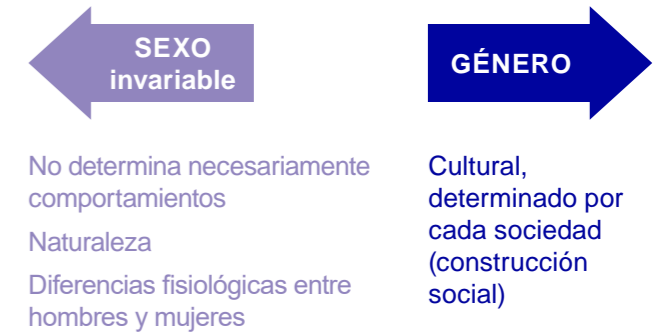 SEXO
invariable
GÉNERO
No determina necesariamente
comportamientos
Naturaleza
Diferencias fisiológicas entre
hombres y mujeres
Cultural,
determinado por
cada sociedad
(construcción
social)